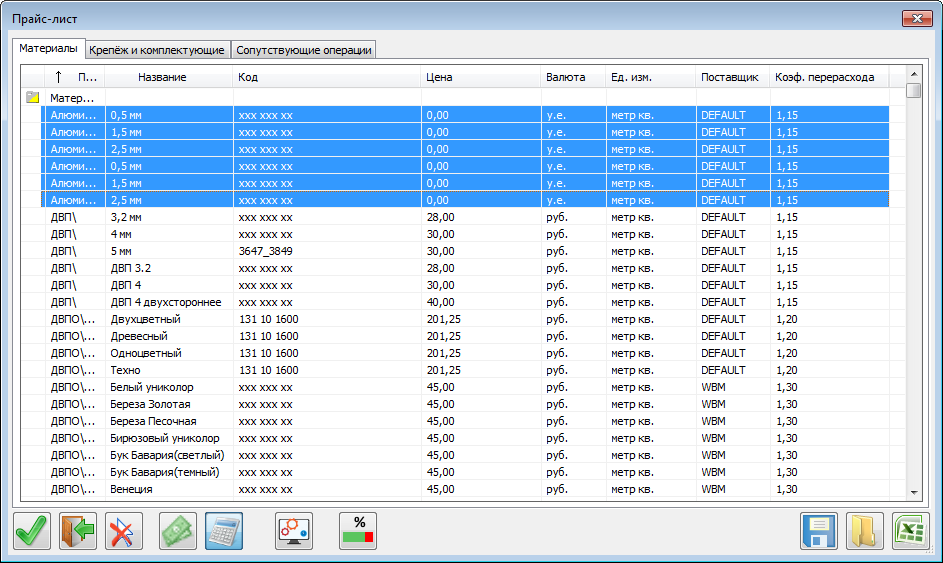 Прайс-лист
Материалы Крепёж и комплектующие Сопутствующие операции
↑ П... Название Код Цена Валюта Ед. изм. Поставщик Коэф. перерасхода
Матер...
Алюми... 0,5 мм xxx xxx xx 0,00 у.е. метр кв. DEFAULT 1,15
Алюми... 1,5 мм xxx xxx xx 0,00 у.е. метр кв. DEFAULT 1,15
Алюми... 2,5 мм xxx xxx xx 0,00 у.е. метр кв. DEFAULT 1,15
Алюми... 0,5 мм xxx xxx xx 0,00 у.е. метр кв. DEFAULT 1,15
Алюми... 1,5 мм xxx xxx xx 0,00 у.е. метр кв. DEFAULT 1,15
Алюми... 2,5 мм xxx xxx xx 0,00 у.е. метр кв. DEFAULT 1,15
ДВП\ 3,2 мм xxx xxx xx 28,00 руб. метр кв. DEFAULT 1,15
ДВП\ 4 мм xxx xxx xx 30,00 руб. метр кв. DEFAULT 1,15
ДВП\ 5 мм 3647_3849 30,00 руб. метр кв. DEFAULT 1,15
ДВП\ ДВП 3.2 xxx xxx xx 28,00 руб. метр кв. DEFAULT 1,15
ДВП\ ДВП 4 xxx xxx xx 30,00 руб. метр кв. DEFAULT 1,15
ДВП\ ДВП 4 двухстороннее xxx xxx xx 40,00 руб. метр кв. DEFAULT 1,15
ДВПО\... Двухцветный 131 10 1600 201,25 руб. метр кв. DEFAULT 1,20
ДВПО\... Древесный 131 10 1600 201,25 руб. метр кв. DEFAULT 1,20
ДВПО\... Одноцветный 131 10 1600 201,25 руб. метр кв. DEFAULT 1,20
ДВПО\... Техно 131 10 1600 201,25 руб. метр кв. DEFAULT 1,20
ДВПО\... Белый униколор xxx xxx xx 45,00 руб. метр кв. WBM 1,30
ДВПО\... Береза Золотая xxx xxx xx 45,00 руб. метр кв. WBM 1,30
ДВПО\... Береза Песочная xxx xxx xx 45,00 руб. метр кв. WBM 1,30
ДВПО\... Бирюзовый униколор xxx xxx xx 45,00 руб. метр кв. WBM 1,30
ДВПО\... Бук Бавария(светлый) xxx xxx xx 45,00 руб. метр кв. WBM 1,30
ДВПО\... Бук Бавария(темный) xxx xxx xx 45,00 руб. метр кв. WBM 1,30
ДВПО\... Венеция xxx xxx xx 45,00 руб. метр кв. WBM 1,30
%